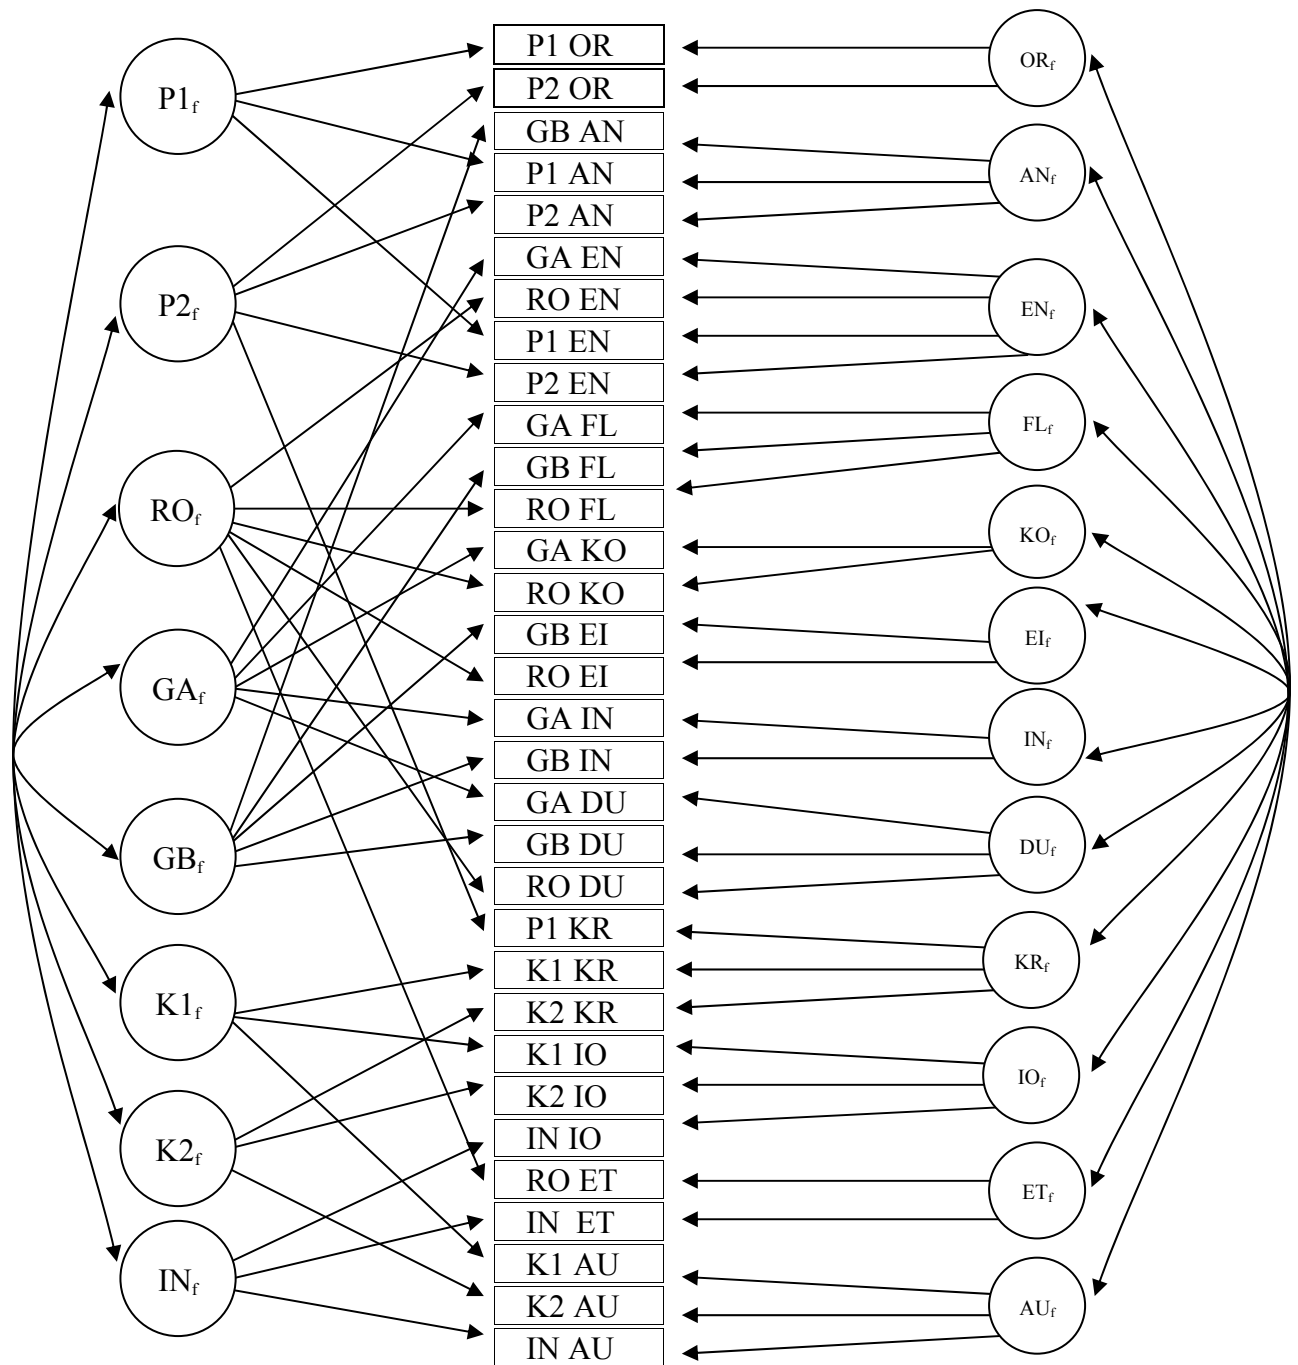 P1f
P2f
ROf
GAf
GBf
K1f
K2f
INf
P1 OR
P2 OR
GB AN
P1 AN
P2 AN
GA EN
RO EN
P1 EN
P2 EN
GA FL
GB FL
RO FL
GA KO
RO KO
GB EI
RO EI
GA IN
GB IN
GA DU
GB DU
RO DU
P1 KR
K1 KR
K2 KR
K1 IO
K2 IO
IN IO
RO ET
IN ET
K1 AU
K2 AU
IN AU
ORf
ANf
ENf
FLf
KOf
EIf
INf
DUf
KRf
IOf
ETf
AUf